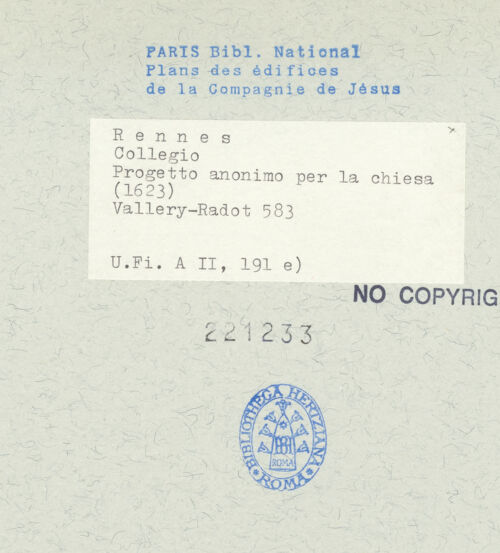 PARIS Bibl. National
Plans des édifices
de la Compagnie de Jésus
R e n n e s
Collegio
Progetto anonimo per la chiesa
(1623)
Vallery-Radot 583
U.Fi. A II, 191 e)
NO COPYRIG
221233
BIBLIOTHECA HERTZIANA
ROMA
ROMA